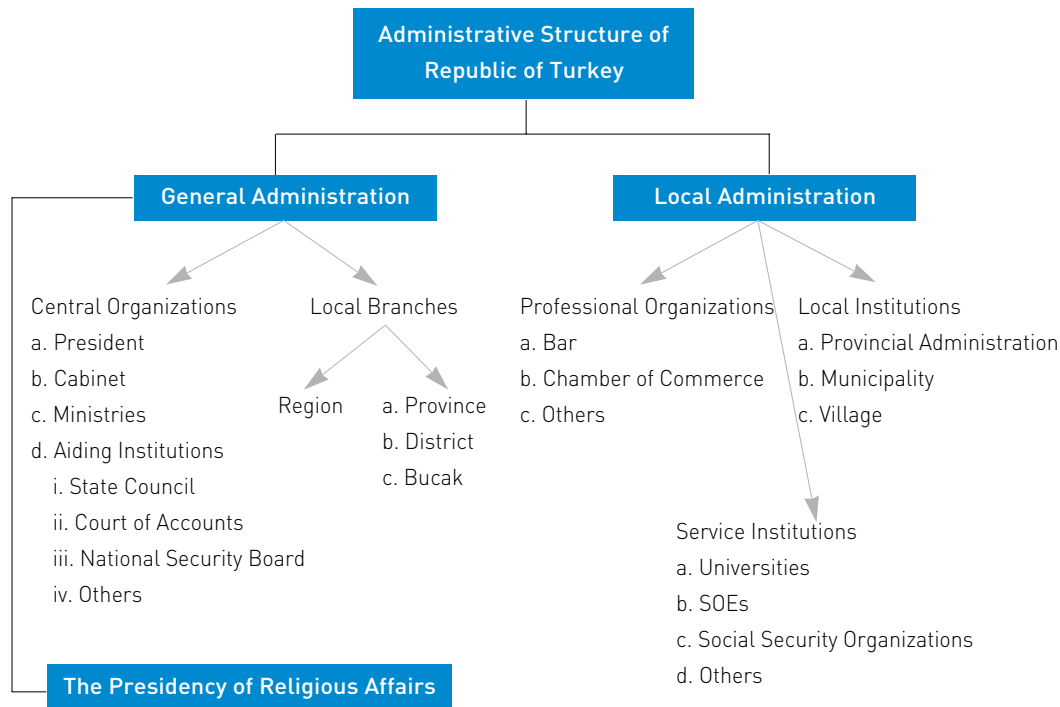 Administrative Structure of
Republic of Turkey
General Administration
Local Administration
Central Organizations
a. President
b. Cabinet
c. Ministries
d. Aiding Institutions
i. State Council
ii. Court of Accounts
iii. National Security Board
iv. Others
Local Branches
Region
a. Province
b. District
c. Bucak
Professional Organizations
a. Bar
b. Chamber of Commerce
c. Others
Local Institutions
a. Provincial Administration
b. Municipality
c. Village
Service Institutions
a. Universities
b. SOEs
c. Social Security Organizations
d. Others
The Presidency of Religious Affairs